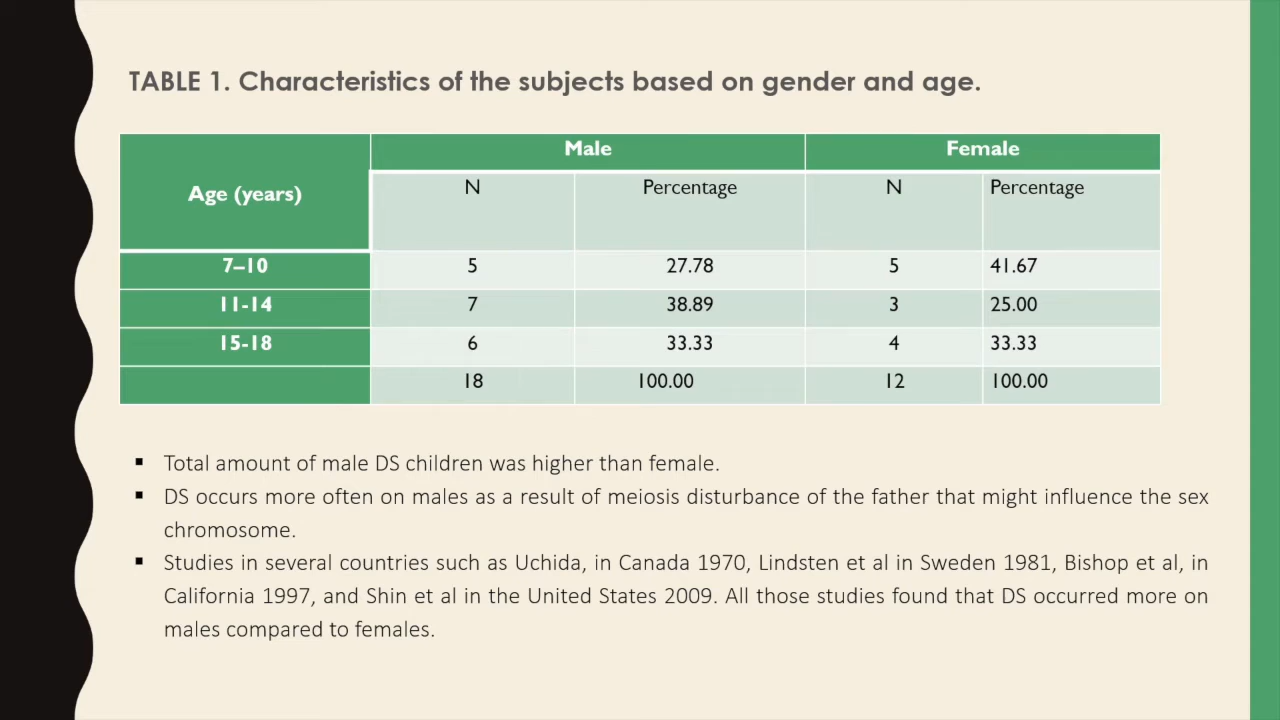 TABLE 1. Characteristics of the subjects based on gender and age.
Age (years) Male Female
N Percentage N Percentage
7–10 5 27.78 5 41.67
11-14 7 38.89 3 25.00
15-18 6 33.33 4 33.33
18 100.00 12 100.00
▪ Total amount of male DS children was higher than female.
▪ DS occurs more often on males as a result of meiosis disturbance of the father that might influence the sex
chromosome.
▪ Studies in several countries such as Uchida, in Canada 1970, Lindsten et al in Sweden 1981, Bishop et al, in
California 1997, and Shin et al in the United States 2009. All those studies found that DS occurred more on
males compared to females.